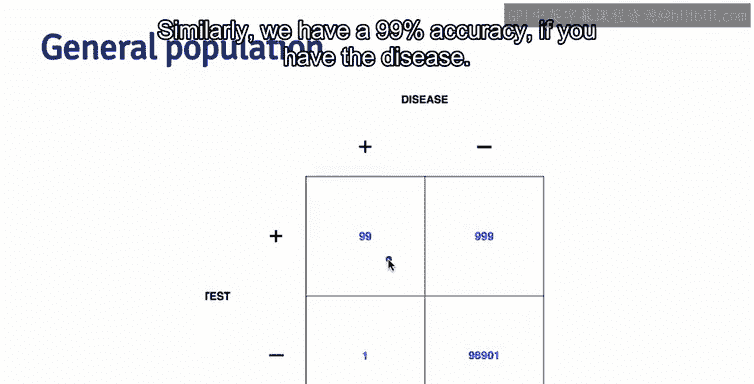 Similarly, we have a 99% accuracy, if you
have the disease.
General population
DISEASE
+ −
+ 99 999
TEST
− 1 98901